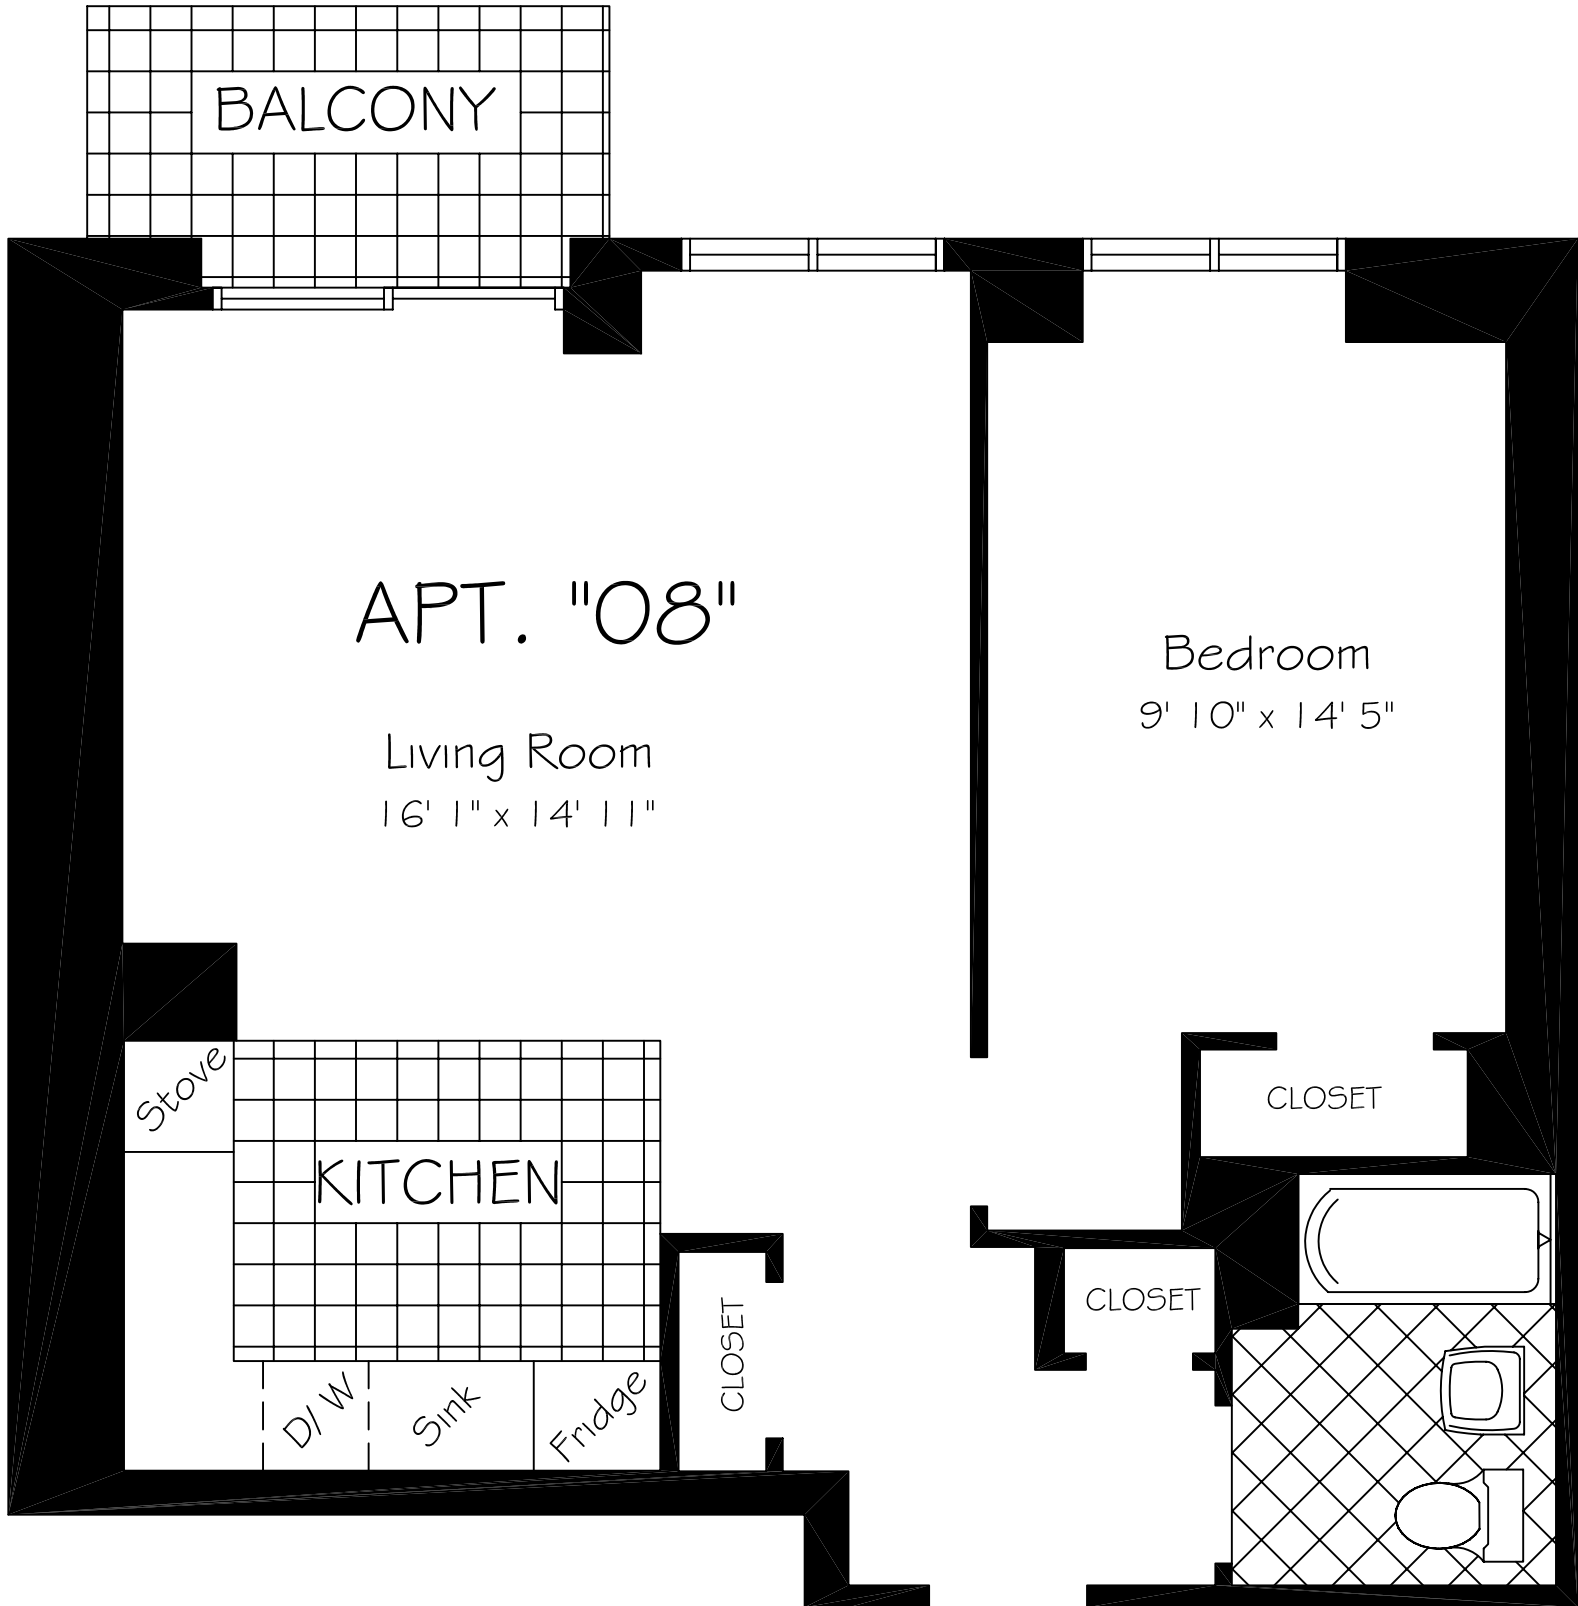 BALCONY
APT. "08"
Bedroom
9' 10" x 14' 5"
Living Room
16' 1" x 14' 11"
Stove
CLOSET
KITCHEN
CLOSET
CLOSET
D/W
Sink
Fridge